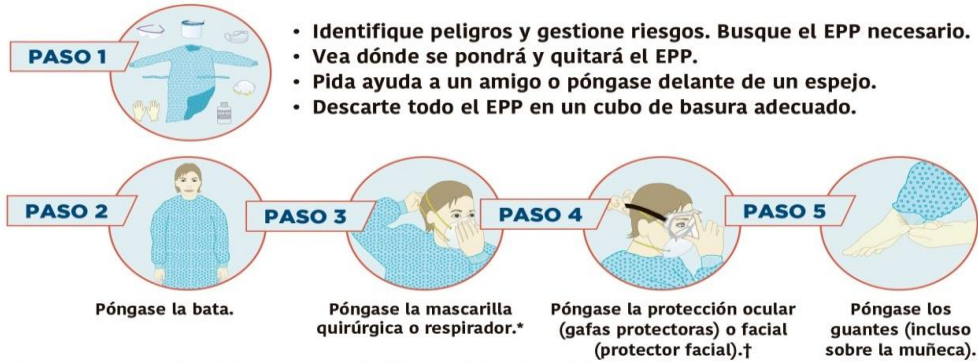 PASO 1
• Identifique peligros y gestione riesgos. Busque el EPP necesario.
• Vea dónde se pondrá y quitará el EPP.
• Pida ayuda a un amigo o póngase delante de un espejo.
• Descarte todo el EPP en un cubo de basura adecuado.
PASO 2
Póngase la bata.
PASO 3
Póngase la mascarilla
quirúrgica o respirador.*
PASO 4
Póngase la protección ocular
(gafas protectoras) o facial
(protector facial).†
PASO 5
Póngase los
guantes (incluso
sobre la muñeca).